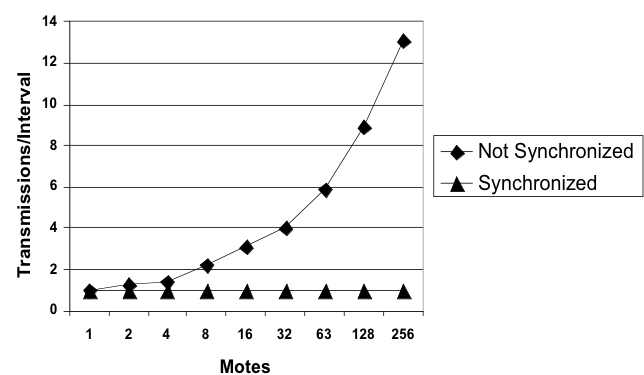 14
12
10
8
6
4
2
0
Transmissions/Interval
1 2 4 8 16 32 63 128 256
Motes
Not Synchronized
Synchronized